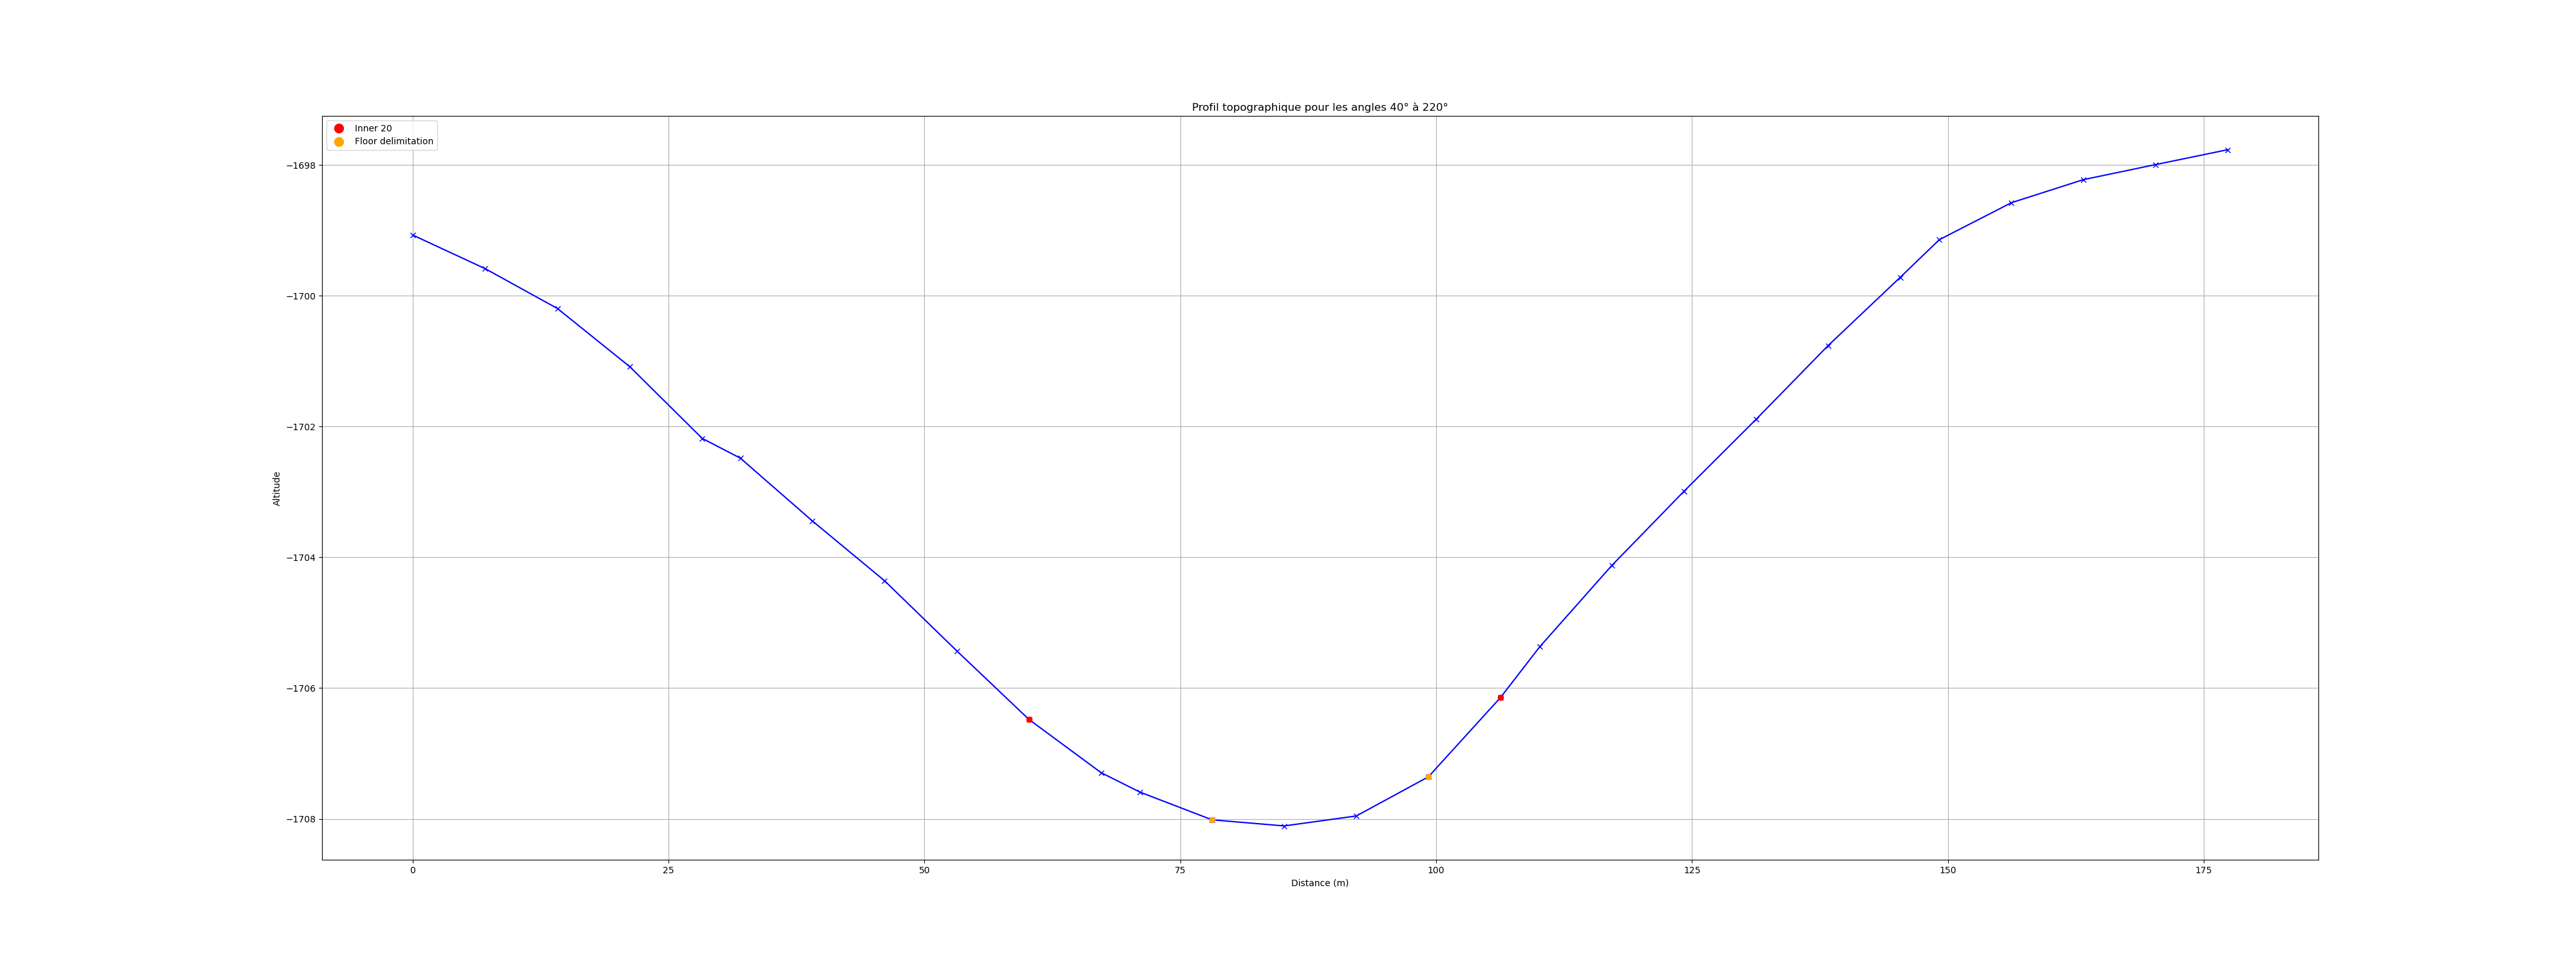 Profil topographique pour les angles 40° à 220°
Inner 20
Floor delimitation
−1698
−1700
−1702
−1704
−1706
−1708
Altitude
0 25 50 75 100 125 150 175
Distance (m)